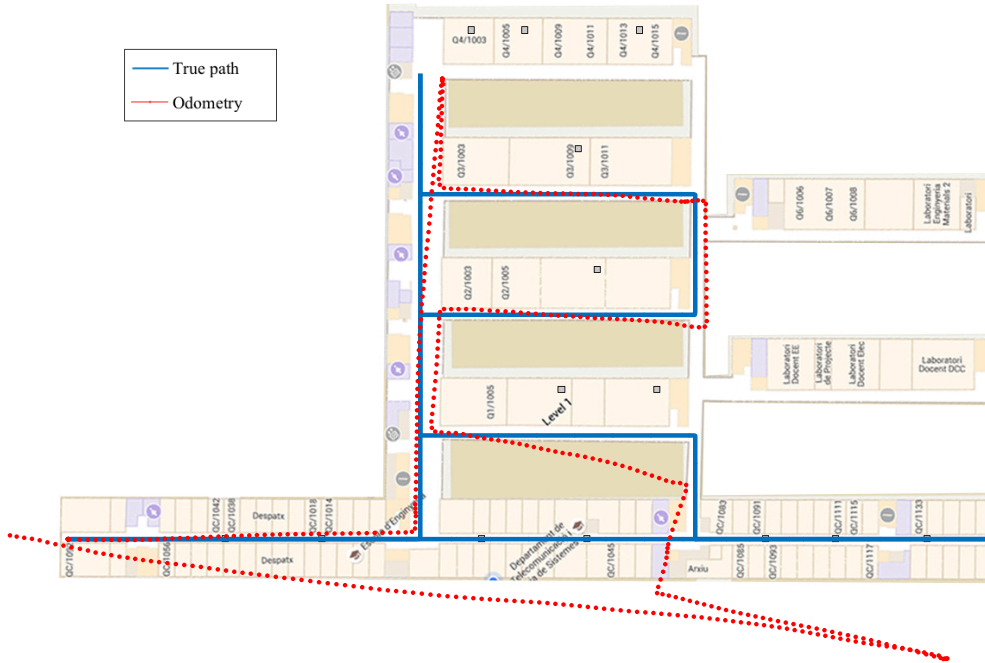 True path
Odometry
Q4/1003
Q4/1005
Q4/1009
Q4/1011
Q4/1013
Q4/1015
Q3/1003
Q3/1009
Q3/1011
Q6/1006
Q6/1007
Q6/1008
Laboratori
Enginyeria
Materials 2
Laboratori
Q2/1003
Q2/1005
Laboratori
Docent EE
Laboratori
de Projecte
Laboratori
Docent Elec
Laboratori
Docent DCC
Q1/1005
Level 1
QC/1042
QC/1038
Despatx
QC/1018
QC/1014
QC/1083
QC/1091
QC/1111
QC/1115
QC/1133
Departament de
de Sistemes
Despatx
QC/1045
Arxiu
QC/1085
QC/1093
QC/1117